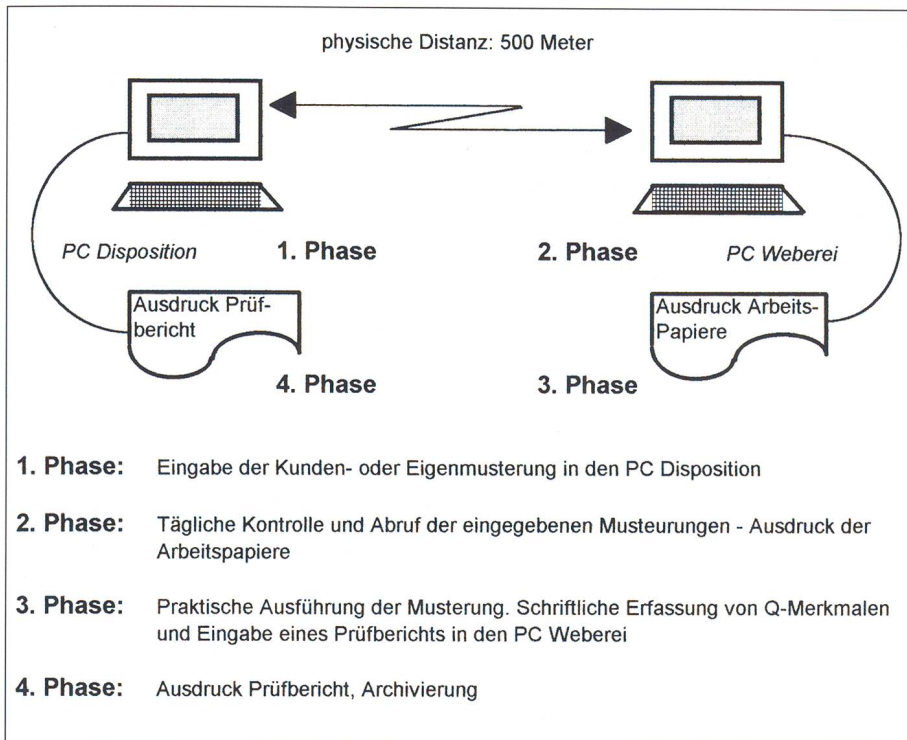 physische Distanz: 500 Meter
PC Disposition
1. Phase
2. Phase
PC Weberei
Ausdruck Prüf-
bericht
Ausdruck Arbeits-
Papiere
4. Phase
3. Phase
1. Phase: Eingabe der Kunden- oder Eigenmusterung in den PC Disposition
2. Phase: Tägliche Kontrolle und Abruf der eingegebenen Musteurungen - Ausdruck der
Arbeitspapiere
3. Phase: Praktische Ausführung der Musterung. Schriftliche Erfassung von Q-Merkmalen
und Eingabe eines Prüfberichts in den PC Weberei
4. Phase: Ausdruck Prüfbericht, Archivierung